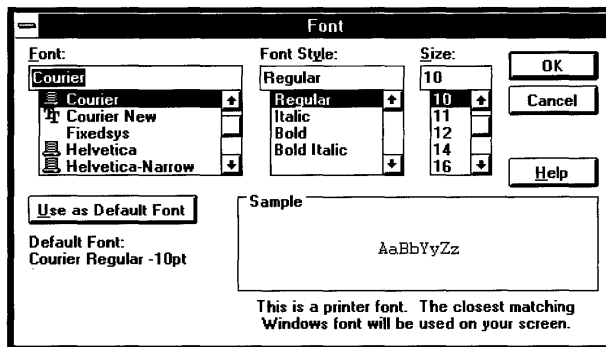 Font
Font: Font Style: Size:
Courier Regular 10 OK
Courier Regular 10 Cancel
Courier New Italic 11
Fixedsys Bold 12
Helvetica Bold Italic 14
Helvetica-Narrow 16 Help
Use as Default Font
Sample
Default Font:
Courier Regular -10pt
AaBbYyZz
This is a printer font. The closest matching
Windows font will be used on your screen.